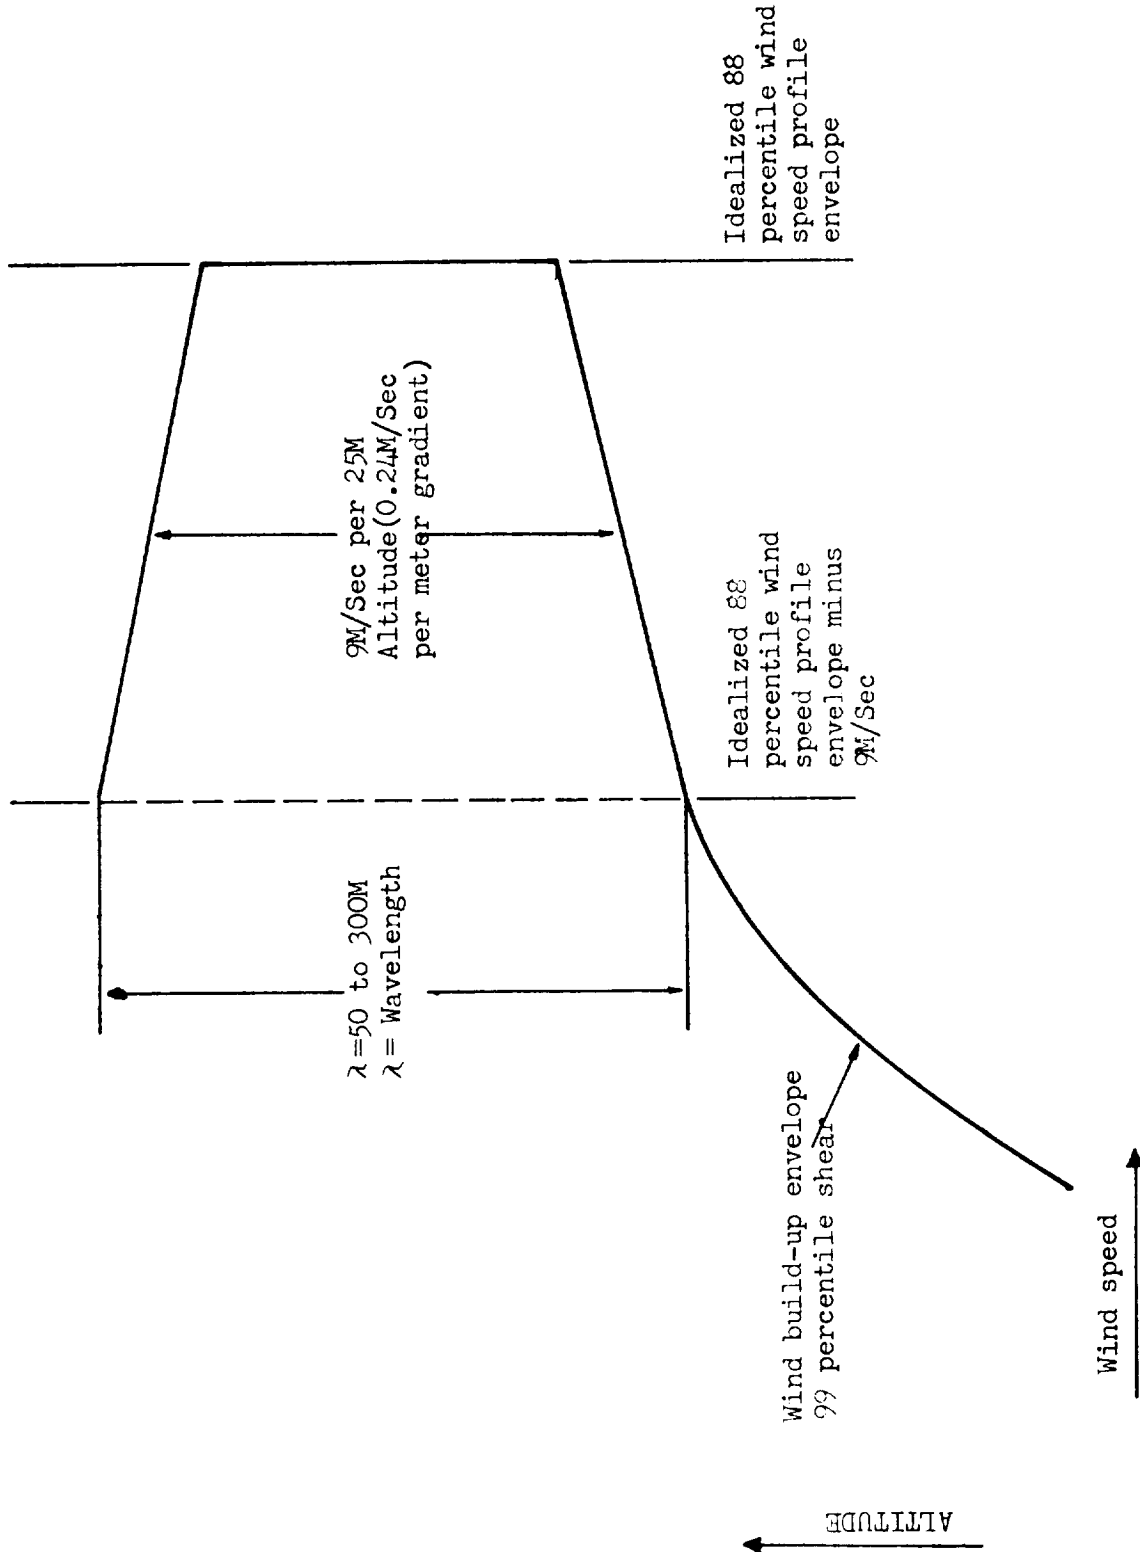 Idealized 88
percentile wind
speed profile
envelope
9M/Sec per 25M
Altitude(0.24M/Sec
per meter gradient)
Idealized 88
percentile wind
speed profile
envelope minus
9M/Sec
λ=50 to 300M
λ= Wavelength
Wind build-up envelope
99 percentile shear
Wind speed
ALTITUDE